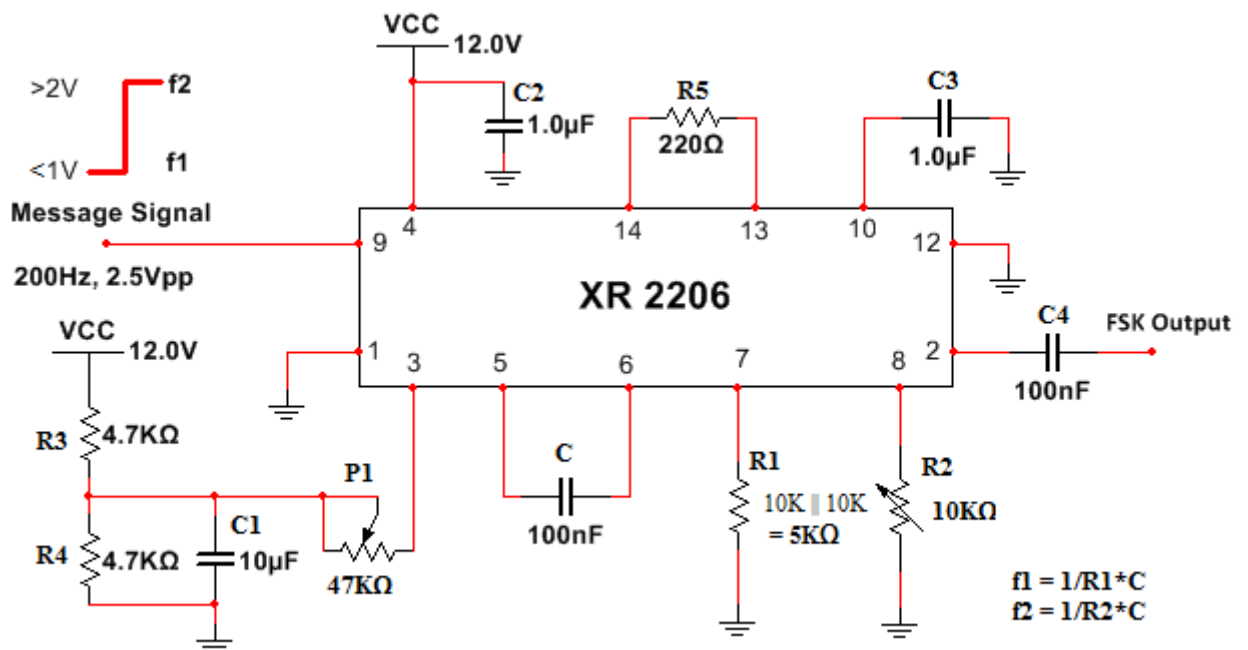 VCC
12.0V
>2V
f2
<1V
f1
Message Signal
200Hz, 2.5Vpp
C2
1.0µF
R5
220Ω
C3
1.0µF
4
14
13
10
9
12
XR 2206
1
3
5
6
7
8
2
C4
100nF
FSK Output
VCC
12.0V
R3
4.7KΩ
R4
4.7KΩ
C1
10µF
P1
47KΩ
C
100nF
R1
10K || 10K
= 5KΩ
R2
10KΩ
f1 = 1/R1*C
f2 = 1/R2*C